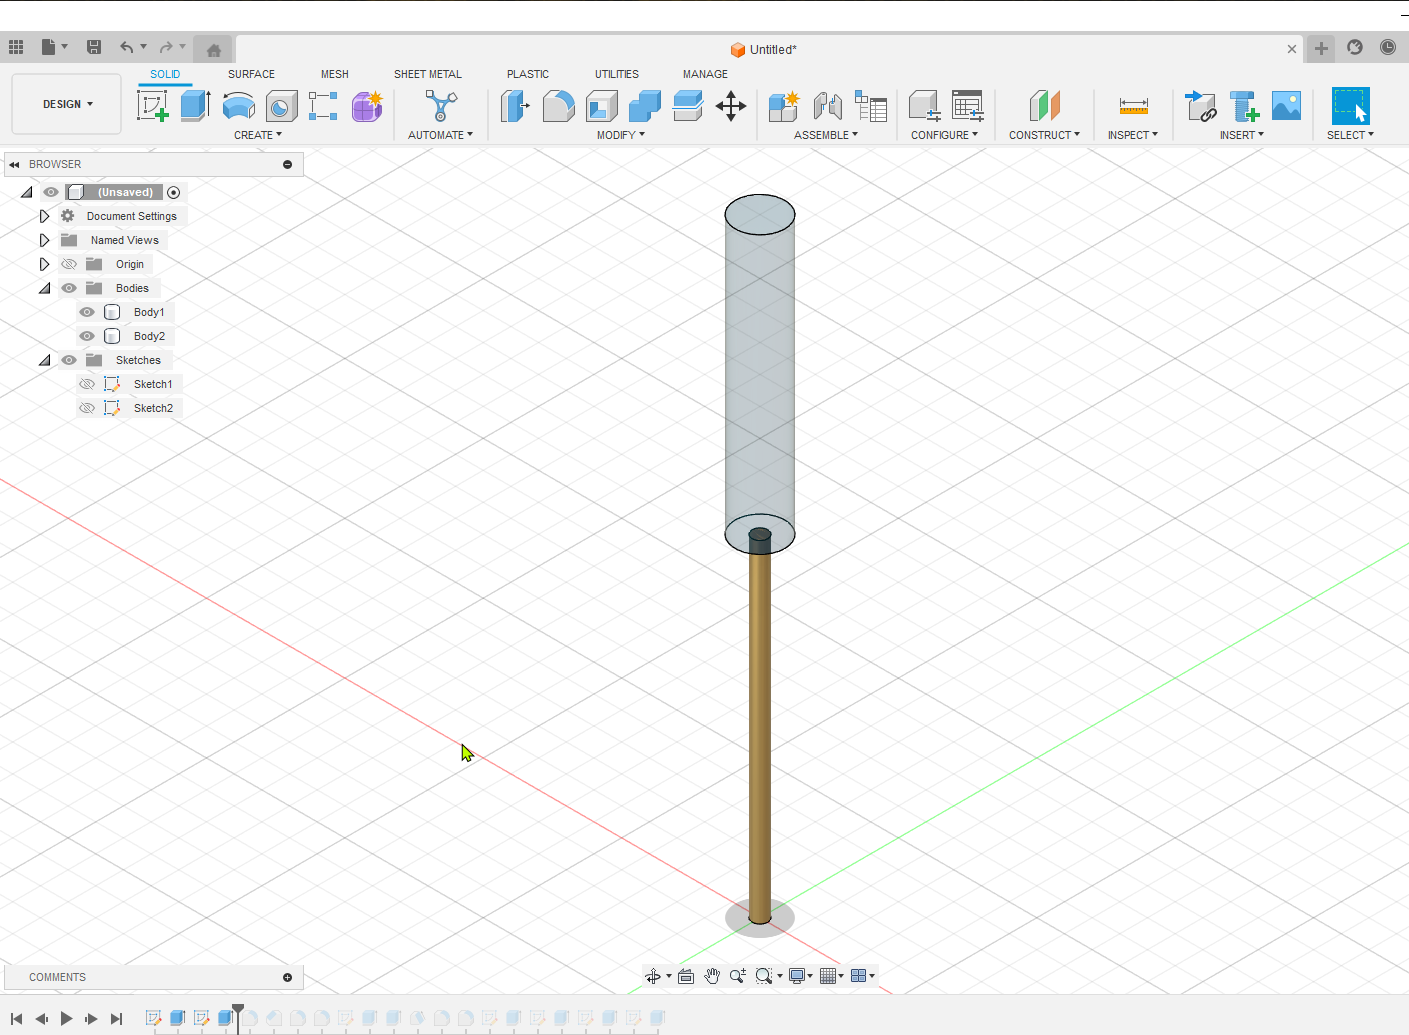 Untitled*
SOLID SURFACE MESH SHEET METAL PLASTIC UTILITIES MANAGE
DESIGN
CREATE AUTOMATE MODIFY ASSEMBLE CONFIGURE CONSTRUCT INSPECT INSERT SELECT
BROWSER
(Unsaved)
Document Settings
Named Views
Origin
Bodies
Body1
Body2
Sketches
Sketch1
Sketch2
COMMENTS